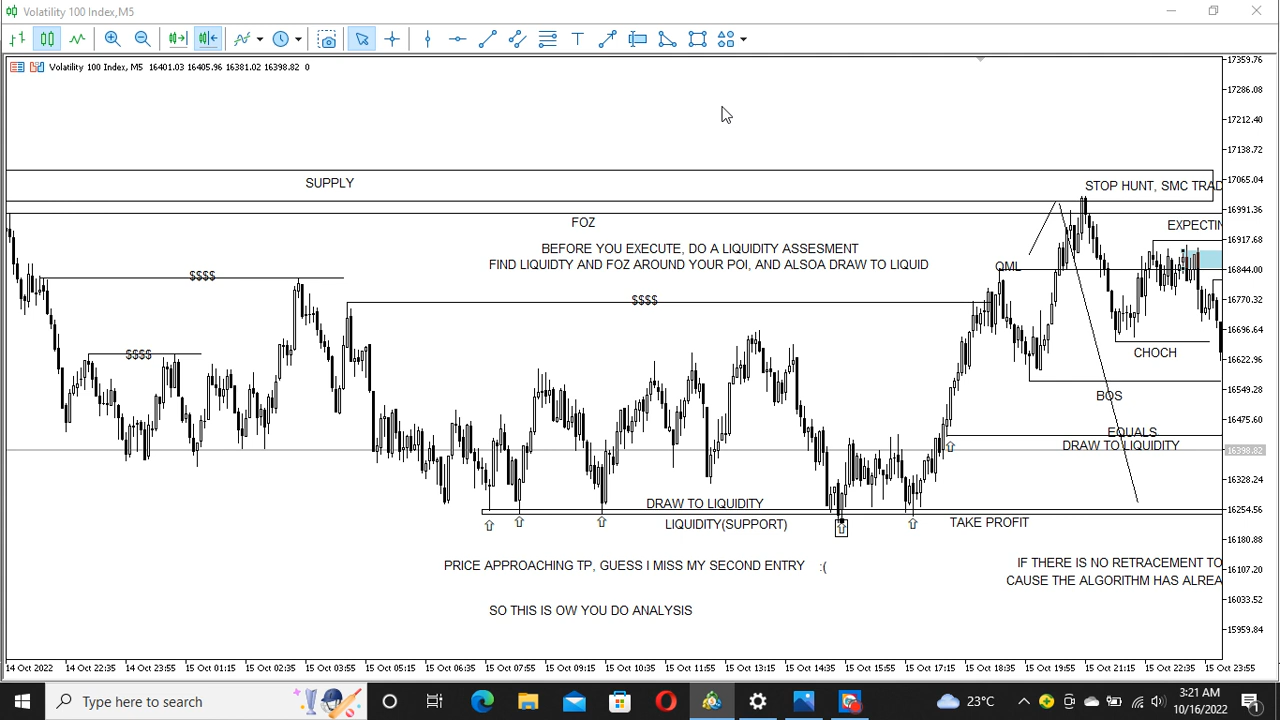 Volatility 100 Index,M5
Volatility 100 Index, M5 16401.03 16405.96 16381.02 16398.82 0
17359.76
17286.08
17212.40
17138.72
SUPPLY
17065.04
STOP HUNT, SMC TRAD
16991.36
FOZ
EXPECTIN
16917.68
BEFORE YOU EXECUTE, DO A LIQUIDITY ASSESMENT
FIND LIQUIDTY AND FOZ AROUND YOUR POI, AND ALSOA DRAW TO LIQUID
QML
16844.00
$$$$
$$$$
16770.32
16696.64
$$$$
CHOCH
16622.96
16549.28
BOS
16475.60
EQUALS
DRAW TO LIQUIDITY
16398.82
16328.24
DRAW TO LIQUIDITY
16254.56
LIQUIDITY(SUPPORT)
TAKE PROFIT
16180.88
PRICE APPROACHING TP, GUESS I MISS MY SECOND ENTRY :(
IF THERE IS NO RETRACEMENT TO
16107.20
CAUSE THE ALGORITHM HAS ALREA
16033.52
SO THIS IS OW YOU DO ANALYSIS
15959.84
14 Oct 2022 14 Oct 22:35 14 Oct 23:55 15 Oct 01:15 15 Oct 02:35 15 Oct 03:55 15 Oct 05:15 15 Oct 06:35 15 Oct 07:55 15 Oct 09:15 15 Oct 10:35 15 Oct 11:55 15 Oct 13:15 15 Oct 14:35 15 Oct 15:55 15 Oct 17:15 15 Oct 18:35 15 Oct 19:55 15 Oct 21:15 15 Oct 22:35 15 Oct 23:55
Type here to search
23°C
3:21 AM
10/16/2022
1